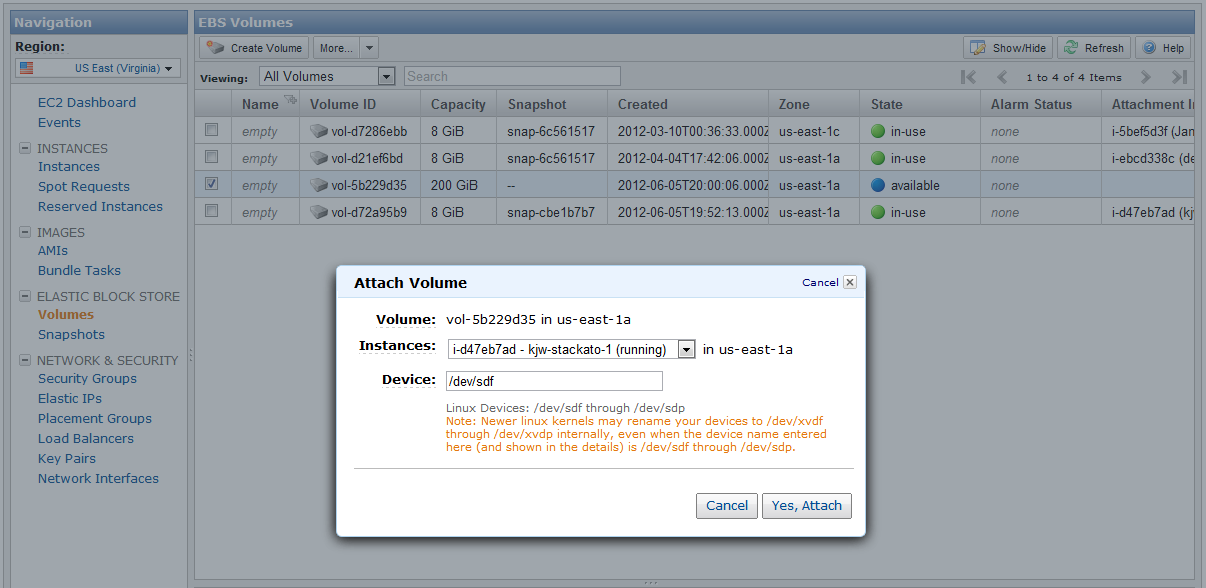 Navigation
Region:
US East (Virginia)
EC2 Dashboard
Events
INSTANCES
Instances
Spot Requests
Reserved Instances
IMAGES
AMIs
Bundle Tasks
ELASTIC BLOCK STORE
Volumes
Snapshots
NETWORK & SECURITY
Security Groups
Elastic IPs
Placement Groups
Load Balancers
Key Pairs
Network Interfaces
EBS Volumes
Create Volume More... Show/Hide Refresh Help
Viewing: All Volumes Search 1 to 4 of 4 Items
Name Volume ID Capacity Snapshot Created Zone State Alarm Status Attachment I
empty vol-d7286ebb 8 GiB snap-6c561517 2012-03-10T00:36:33.000Z us-east-1c in-use none i-5bef5d3f (Jan
empty vol-d21ef6bd 8 GiB snap-6c561517 2012-04-04T17:42:06.000Z us-east-1a in-use none i-ebcd338c (de
empty vol-5b229d35 200 GiB -- 2012-06-05T20:00:06.000Z us-east-1a available
empty vol-d72a95b9 8 GiB snap-cbe1b7b7 2012-06-05T19:52:13.000Z us-east-1a in-use none i-d47eb7ad (kj
Attach Volume Cancel
Volume: vol-5b229d35 in us-east-1a
Instances: i-d47eb7ad - kjw-stackato-1 (running) in us-east-1a
Device: /dev/sdf
Linux Devices: /dev/sdf through /dev/sdp
Note: Newer linux kernels may rename your devices to /dev/xvdf
through /dev/xvdp internally, even when the device name entered
here (and shown in the details) is /dev/sdf through /dev/sdp.
Cancel Yes, Attach